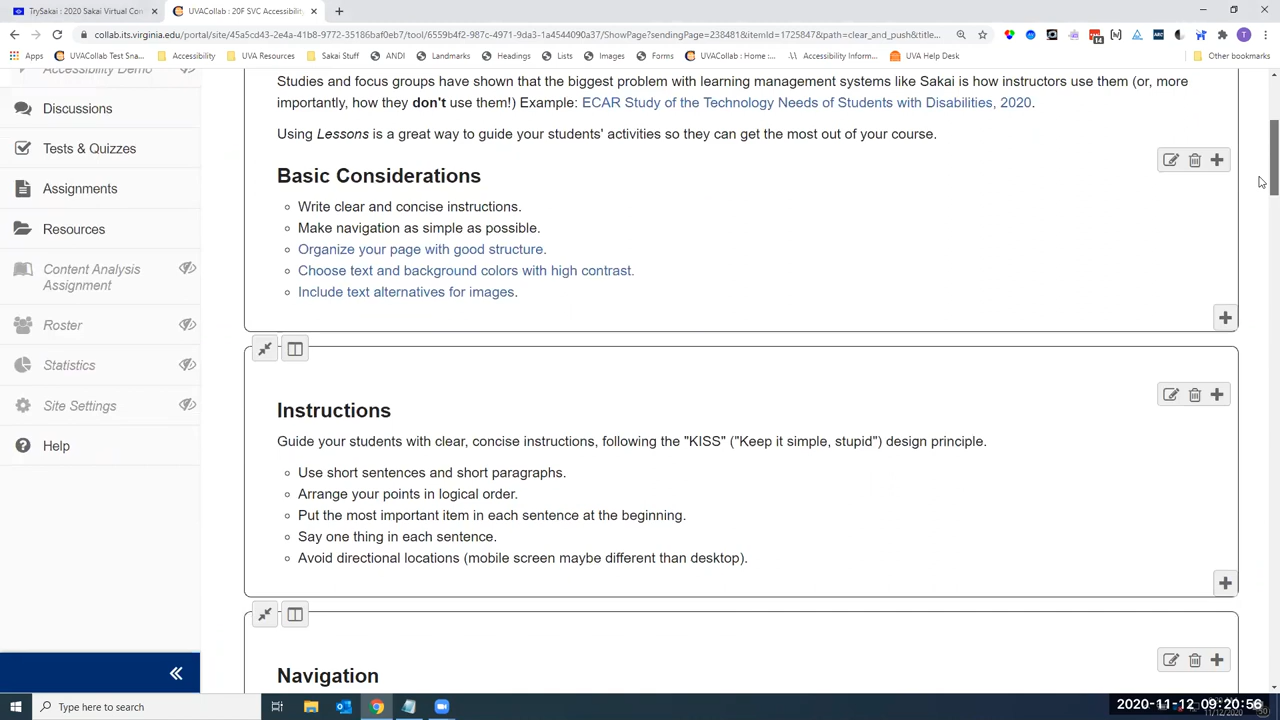 TrySakai : 2020 Sakai Virtual Con
UVACollab : 20F SVC Accessibility
collab.its.virginia.edu/portal/site/45a5cd43-2e4a-41b8-9772-35186baf0ee7/tool/6559b4f2-987c-4971-9da3-1a4544090a37/ShowPage?sendingPage=238481&itemId=1725847&path=clear_and_push&title...
Apps
UVACollab Test Sna...
Accessibility
UVA Resources
Sakai Stuff
ANDI
Landmarks
Headings
Lists
Images
Forms
UVACollab : Home :...
Accessibility Inform...
UVA Help Desk
Other bookmarks
Accessibility Demo
Discussions
Tests & Quizzes
Assignments
Resources
Content Analysis
Assignment
Roster
Statistics
Site Settings
Help
Studies and focus groups have shown that the biggest problem with learning management systems like Sakai is how instructors use them (or, more
importantly, how they don't use them!) Example: ECAR Study of the Technology Needs of Students with Disabilities, 2020.
Using Lessons is a great way to guide your students' activities so they can get the most out of your course.
Basic Considerations
Write clear and concise instructions.
Make navigation as simple as possible.
Organize your page with good structure.
Choose text and background colors with high contrast.
Include text alternatives for images.
Instructions
Guide your students with clear, concise instructions, following the "KISS" ("Keep it simple, stupid") design principle.
Use short sentences and short paragraphs.
Arrange your points in logical order.
Put the most important item in each sentence at the beginning.
Say one thing in each sentence.
Avoid directional locations (mobile screen maybe different than desktop).
Navigation
Type here to search
2020-11-12 09:20:56